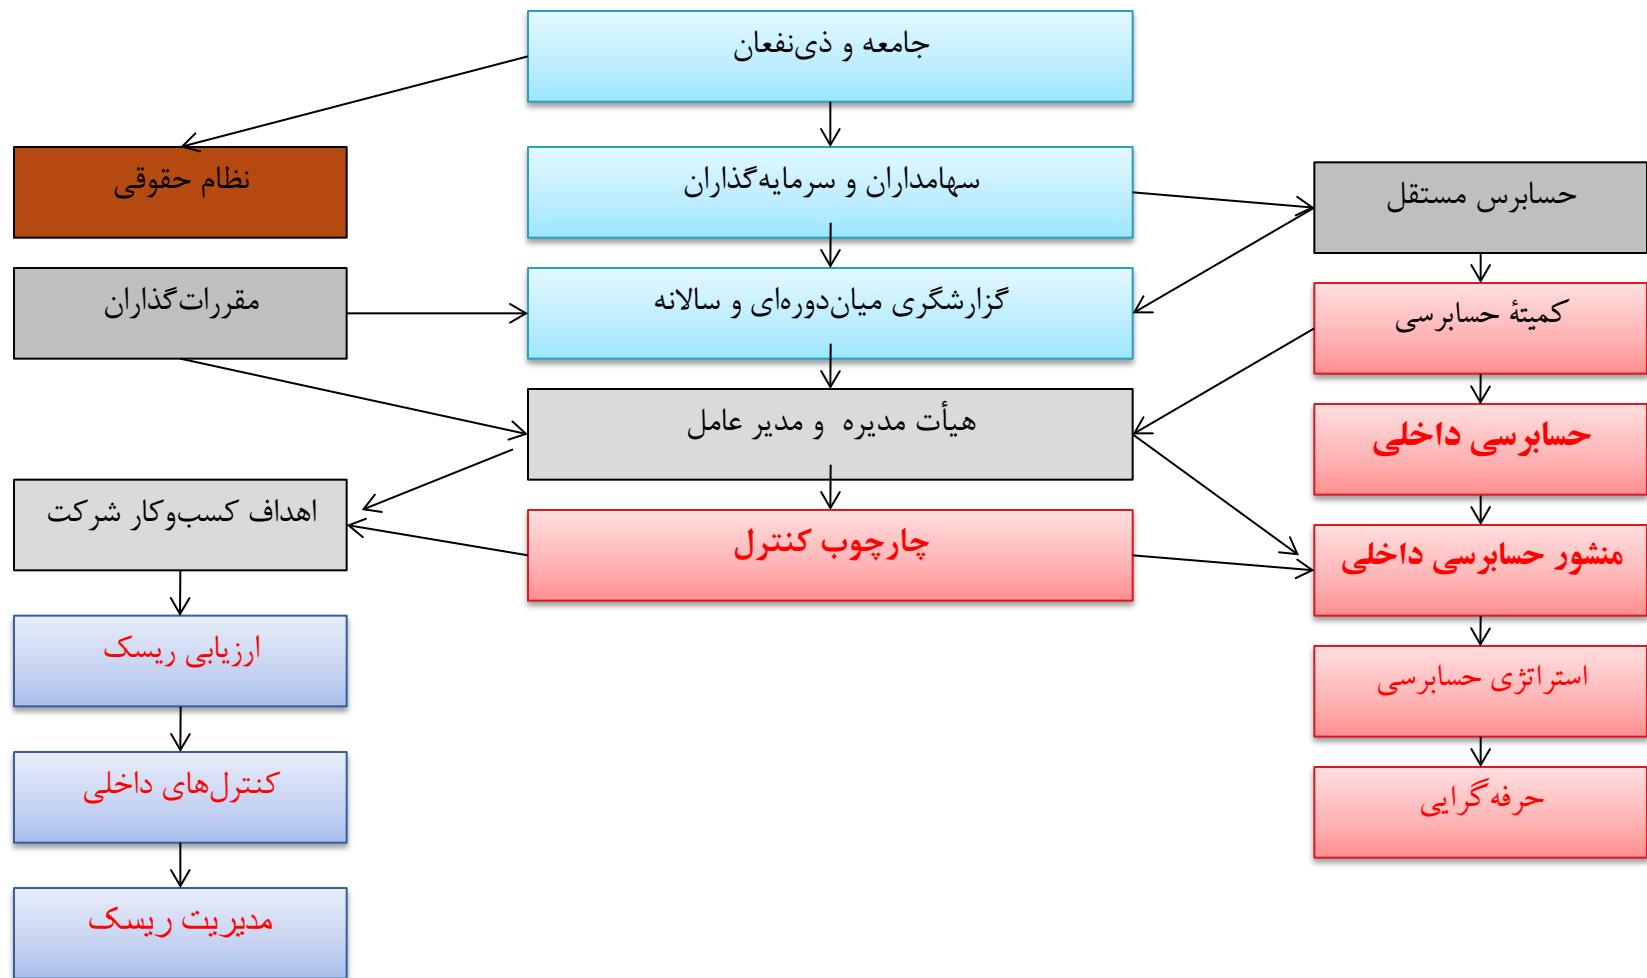 جامعه و ذی‌نفعان
نظام حقوقی
سهامداران و سرمایه‌گذاران
حسابرس مستقل
مقررات‌گذاران
گزارشگری میان‌دوره‌ای و سالانه
کمیتهٔ حسابرسی
هیأت مدیره و مدیر عامل
حسابرسی داخلی
اهداف کسب‌وکار شرکت
چارچوب کنترل
منشور حسابرسی داخلی
ارزیابی ریسک
استراتژی حسابرسی
کنترل‌های داخلی
حرفه‌گرایی
مدیریت ریسک